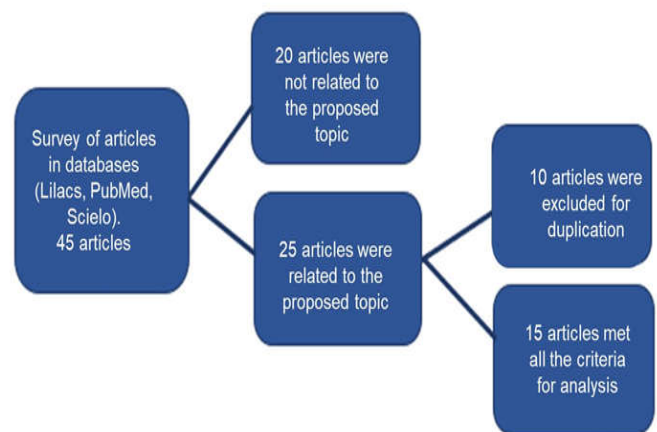 Survey of articles
in databases
(Lilacs, PubMed,
Scielo).
45 articles
20 articles were
not related to
the proposed
topic
25 articles were
related to the
proposed topic
10 articles were
excluded for
duplication
15 articles met
all the criteria
for analysis